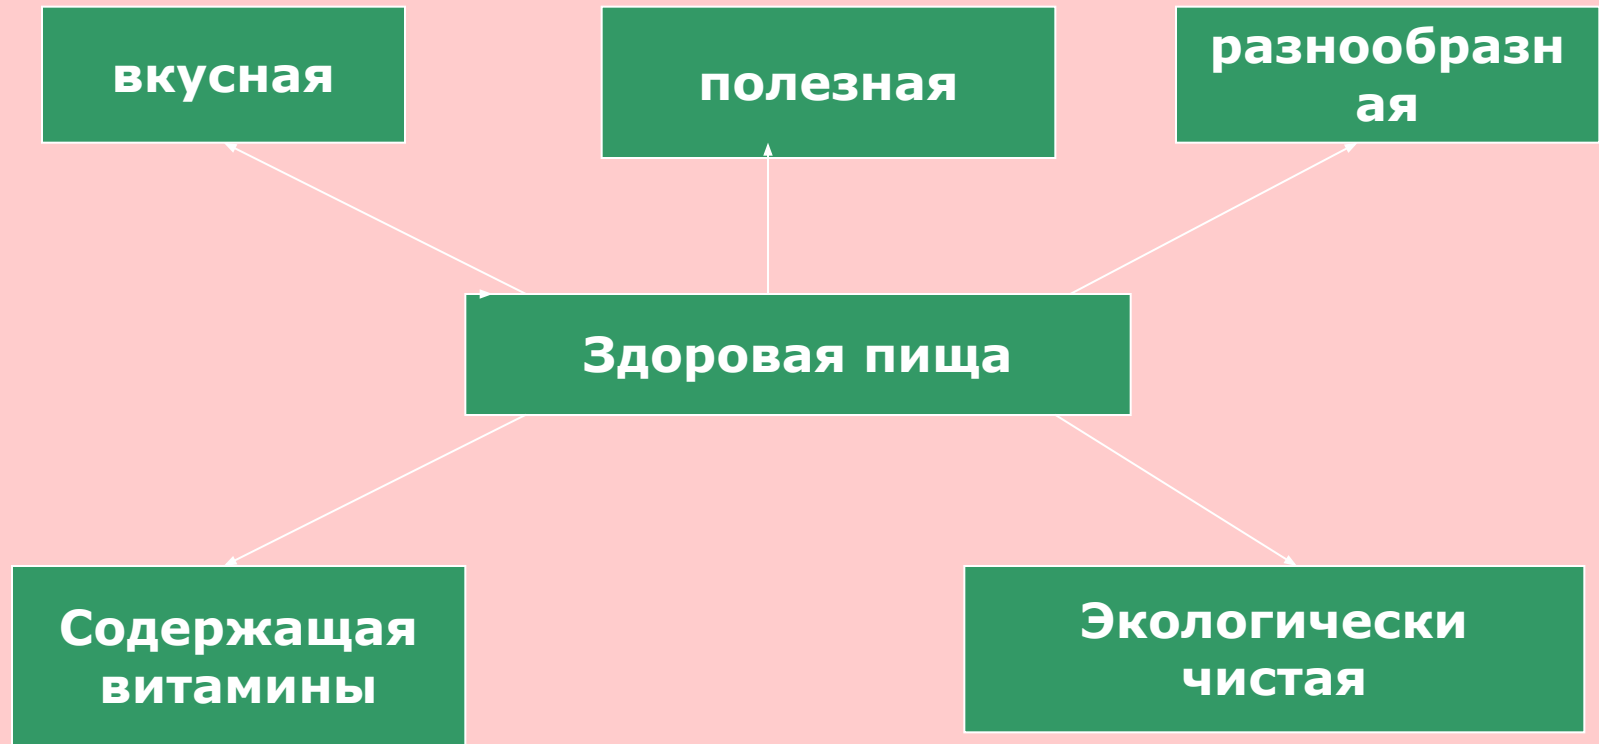 вкусная
полезная
разнообразн
ая
Здоровая пища
Содержащая
витамины
Экологически
чистая